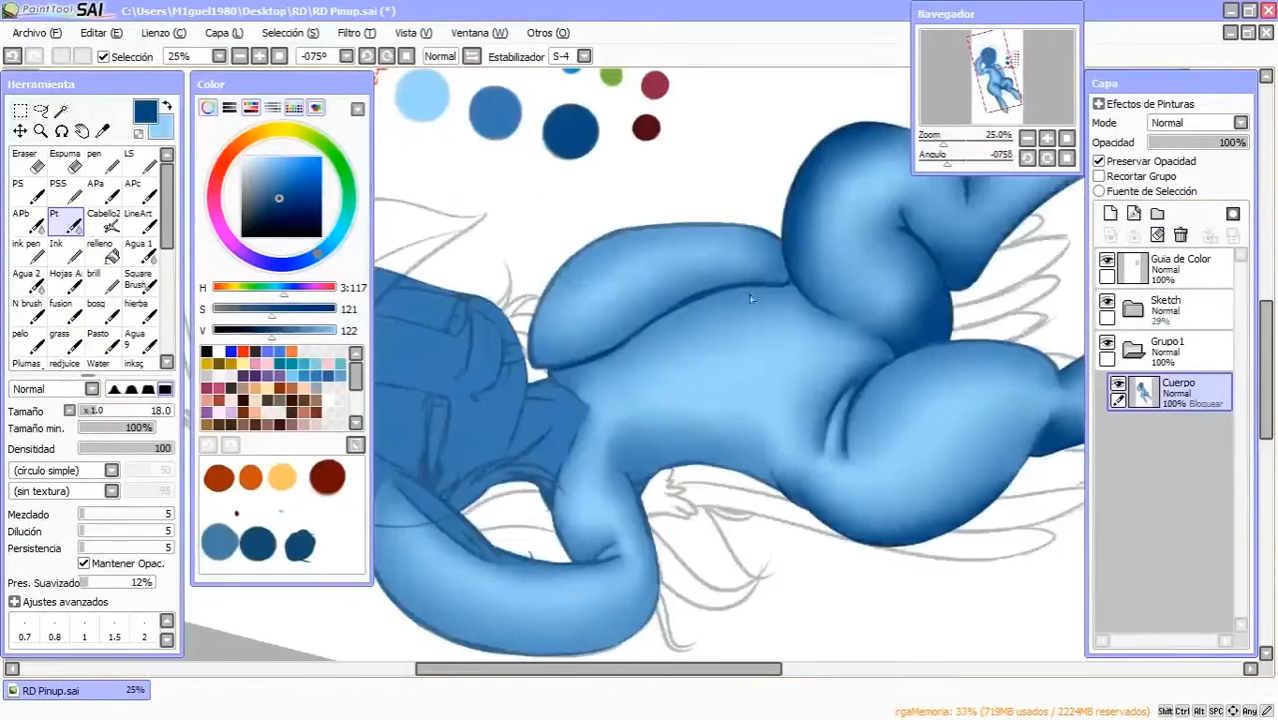 PaintTool SAI C:\Users\M1guel1980\Desktop\RD\RD Pinup.sai (*)
Archivo (F) Editar (E) Lienzo (C) Capa (L) Selección (S) Filtro (T) Vista (V) Ventana (W) Otros (O)
Selección 25% -075º Normal Estabilizador S-4
Navegador
Zoom 25.0%
Angulo -0758
Herramienta
Eraser Espuma pen LS
PS PSS APa APc
APb Pt Cabello2 LineArt
ink pen Ink relleno Agua 1
Agua 2 Hojas A brill Square Brush
N brush fusion bosq hierba
pelo grass Pasto Agua 9
Plumas redjuice Water ink
Normal
Tamaño x 1.0 18.0
Tamaño min. 100%
Densitidad 100
(círculo simple) 50
(sin textura)
Mezclado 5
Dilución 5
Persistencia 5
Mantener Opac.
Pres. Suavizado 12%
Ajustes avanzados
0.7 0.8 1 1.5 2
Color
H 3:117
S 121
V 122
Capa
Efectos de Pinturas
Mode Normal
Opacidad 100%
Preservar Opacidad
Recortar Grupo
Fuente de Selección
Guia de Color
Normal
100%
Sketch
Normal
29%
Grupo1
Normal
100%
Cuerpo
Normal
100% Bloquear
RD Pinup.sai 25%
rgaMemoria: 33% (719MB usados / 2224MB reservados) Shift Ctrl Alt SPC Any